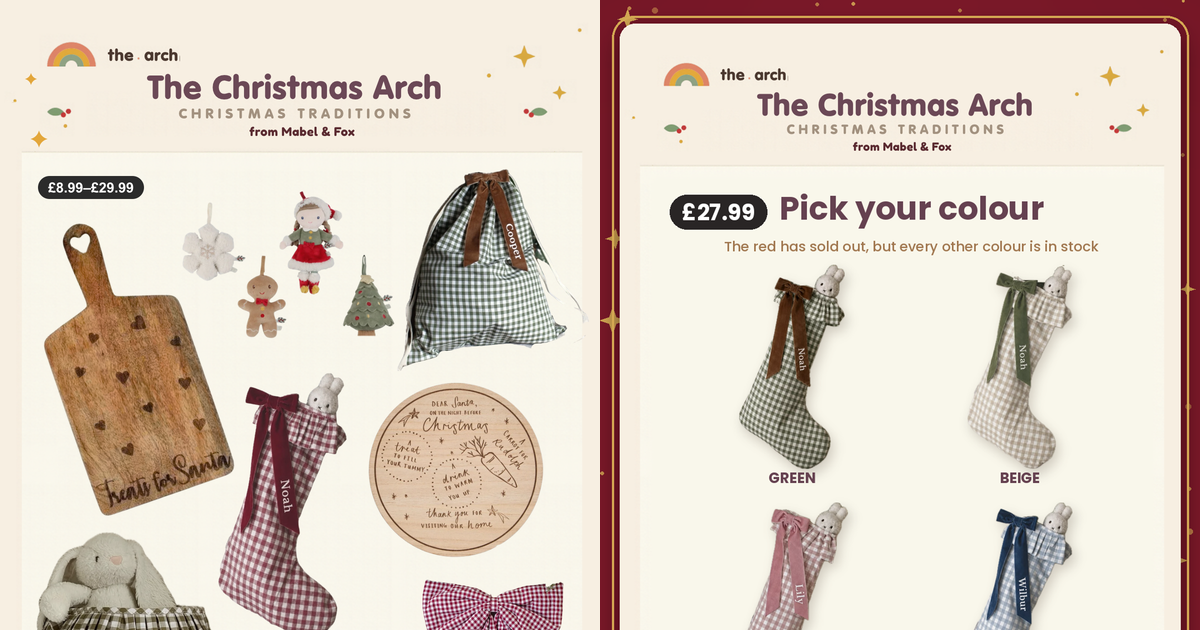 the arch
The Christmas Arch
CHRISTMAS TRADITIONS
from Mabel & Fox
£8.99–£29.99
Cooper
Treats for Santa
Noah
DEAR Santa,
ON THE NIGHT BEFORE
Christmas
A treat
TO FILL
YOUR TUMMY
A CARROT FOR
Rudolph
A drink
TO WARM
YOU UP
thank you FOR
VISITING our home
the arch
The Christmas Arch
CHRISTMAS TRADITIONS
from Mabel & Fox
£27.99 Pick your colour
The red has sold out, but every other colour is in stock
Noah
Noah
GREEN
BEIGE
Lily
Wilbur